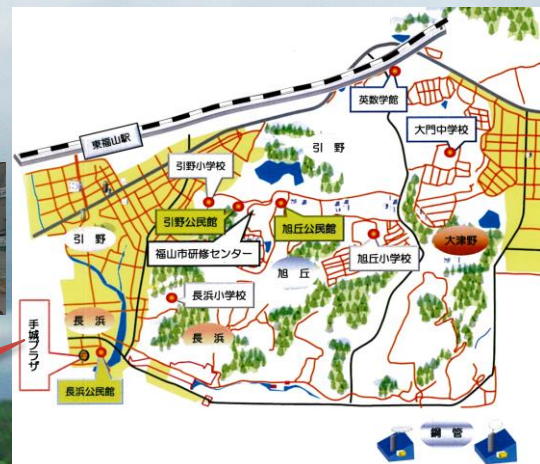 英数学館
大門中学校
東福山駅
引野
引野小学校
引野公民館
旭丘公民館
福山市研修センター
引野
旭丘
旭丘小学校
大津野
長浜小学校
長浜
長浜
手城プラザ
長浜公民館
鋼管